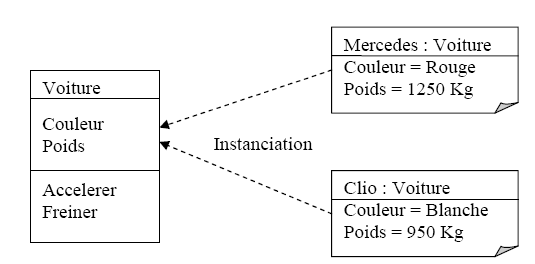 Voiture
Couleur
Poids
Accelerer
Freiner
Instanciation
Mercedes : Voiture
Couleur = Rouge
Poids = 1250 Kg
Clio : Voiture
Couleur = Blanche
Poids = 950 Kg